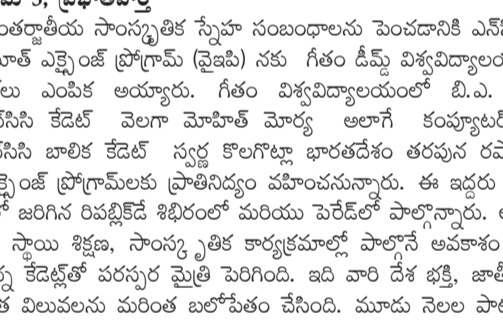 5, ప్రభాతవార్త
ంతర్జాతీయ సాంస్కృతిక స్నేహ సంబంధాలను పెంచడానికి ఎన్‌
ూత్ ఎక్స్ఛేంజ్ ప్రోగ్రామ్ (వైఇపి) నకు గీతం డీమ్డ్ విశ్వవిద్యాలయ
లు ఎంపిక అయ్యారు. గీతం విశ్వవిద్యాలయంలో బి.ఎ.
సిసి కేడెట్ వెలగా మోహిత్ మోర్య అలాగే కంప్యూటర్
సిసి బాలిక కేడెట్ స్వర్ణ కొలగొట్లా భారతదేశం తరపున
క్స్ఛేంజ్ ప్రోగ్రామ్‌లకు ప్రాతినిద్యం వహించనున్నారు. ఈ ఇద్దరు
ో జరిగిన రిపబ్లిక్‌డే శిభిరంలో మరియు పెరేడ్‌లో పాల్గొన్నారు.
స్థాయి శిక్షణ, సాంస్కృతిక కార్యక్రమాల్లో పాల్గొనే అవకాశం
్న కేడెట్లతో పరస్పర మైత్రి పెరిగింది. ఇది వారి దేశ భక్తి, జాతీ
త విలువలను మరింత బలోపేతం చేసింది. మూడు నెలల పాట